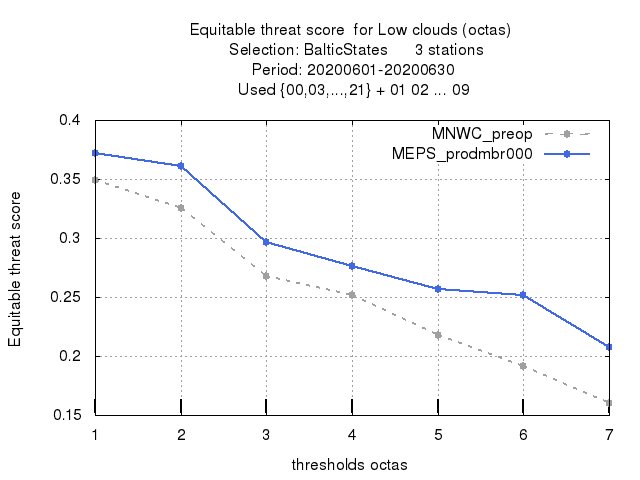 Equitable threat score  for Low clouds (octas)
Selection: BalticStates      3 stations
Period: 20200601-20200630
Used {00,03,...,21} + 01 02 ... 09
MNWC_preop
MEPS_prodmbr000
0.4
0.35
0.3
0.25
0.2
0.15
Equitable threat score
1 2 3 4 5 6 7
thresholds octas